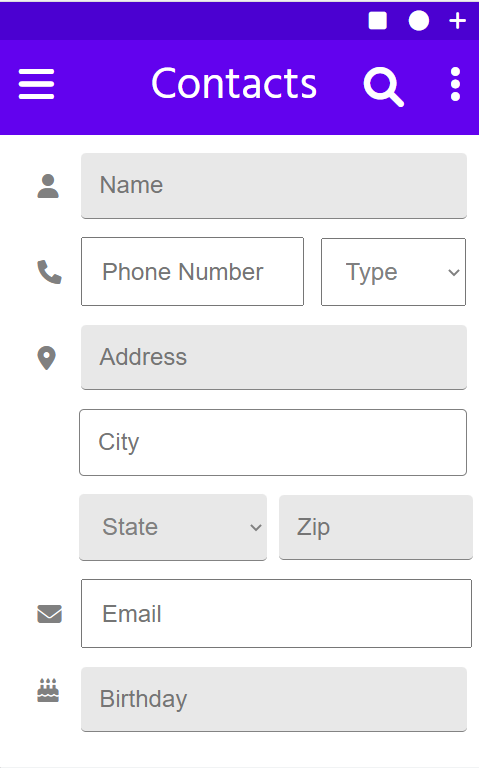 Contacts
Name
Phone Number Type
Address
City
State Zip
Email
Birthday